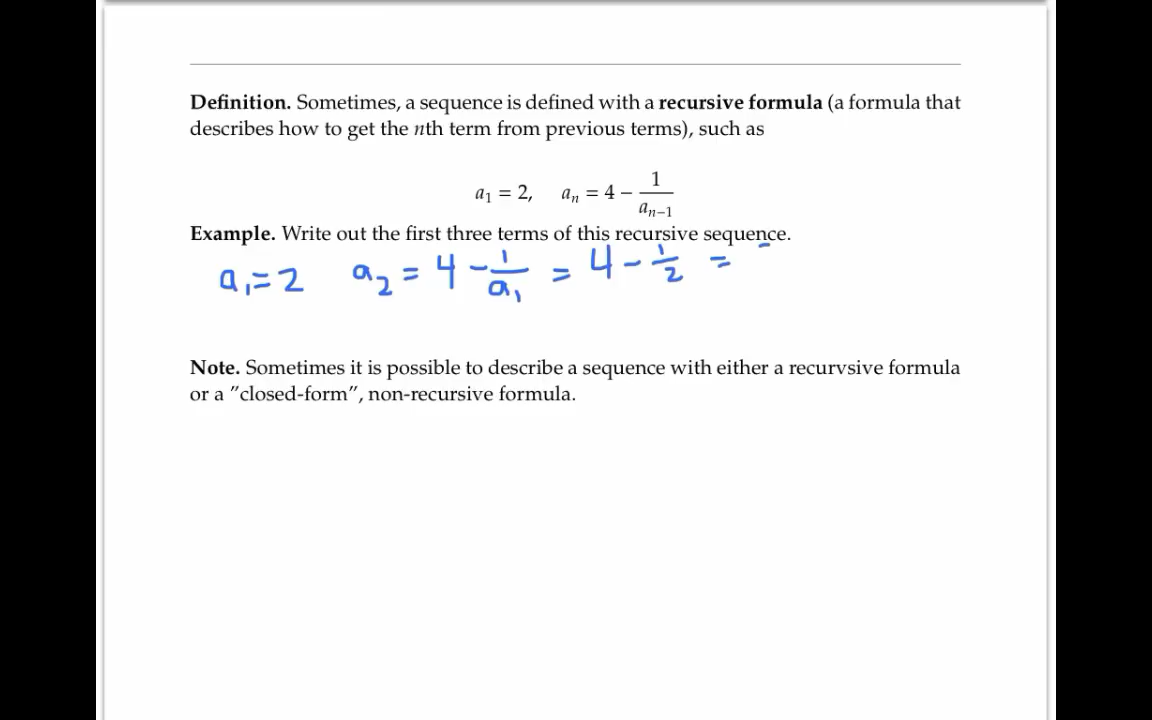 Definition. Sometimes, a sequence is defined with a recursive formula (a formula that
describes how to get the nth term from previous terms), such as
a₁ = 2, aₙ = 4 − 1/aₙ₋₁
Example. Write out the first three terms of this recursive sequence.
a₁ = 2 a₂ = 4 − 1/a₁ = 4 − 1/2 =
Note. Sometimes it is possible to describe a sequence with either a recurvsive formula
or a ″closed-form″, non-recursive formula.